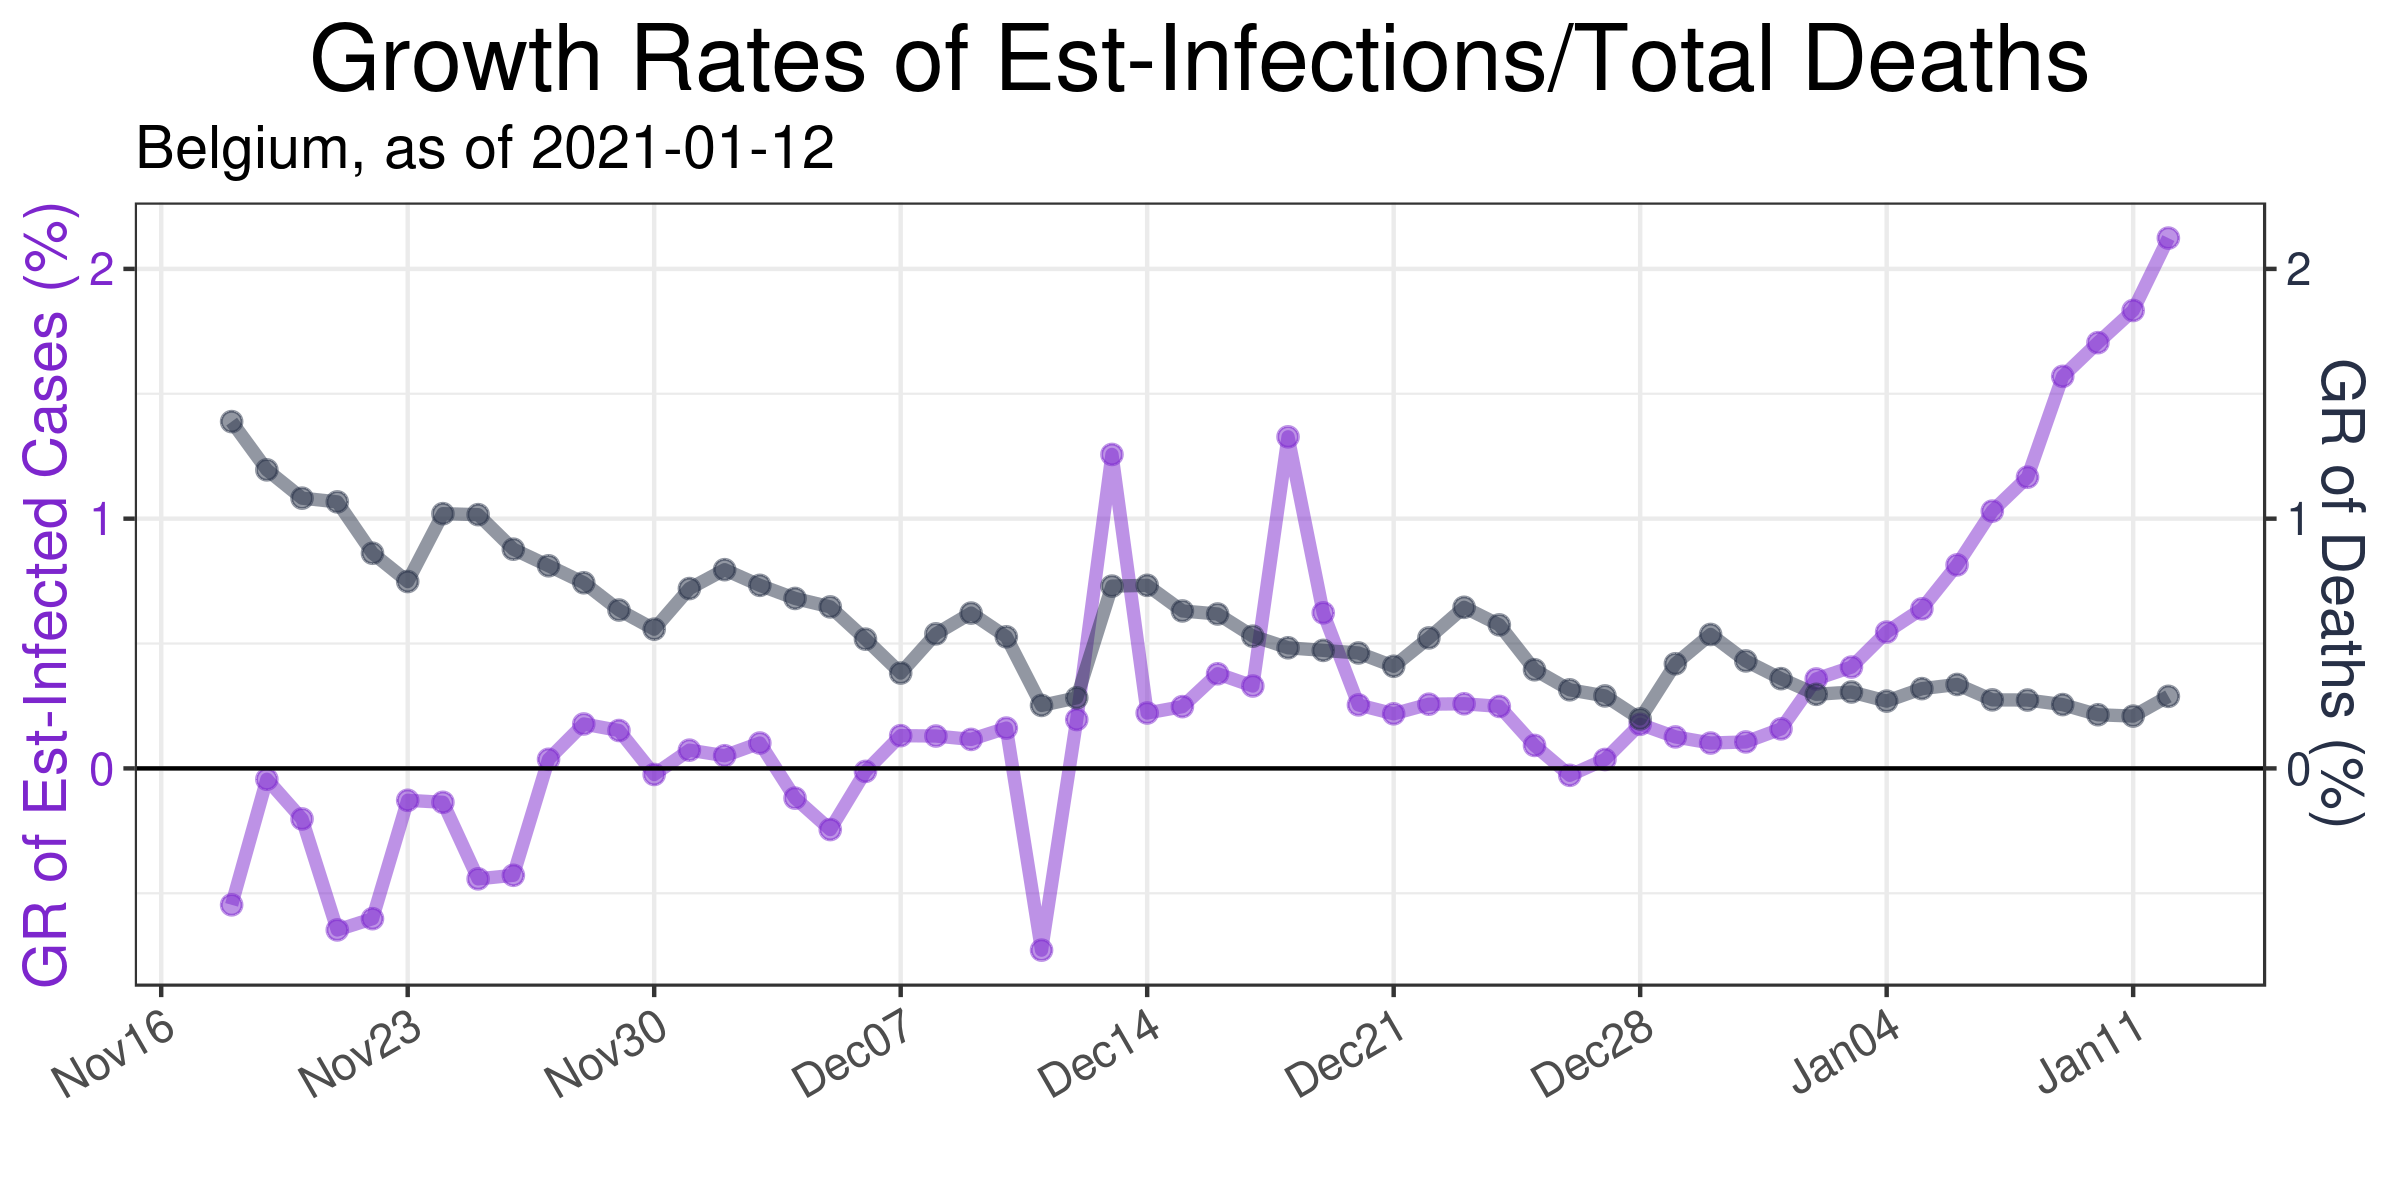 Growth Rates of Est-Infections/Total Deaths
Belgium, as of 2021-01-12
GR of Est-Infected Cases (%)
2
1
0
2
1
0
GR of Deaths (%)
Nov16
Nov23
Nov30
Dec07
Dec14
Dec21
Dec28
Jan04
Jan11